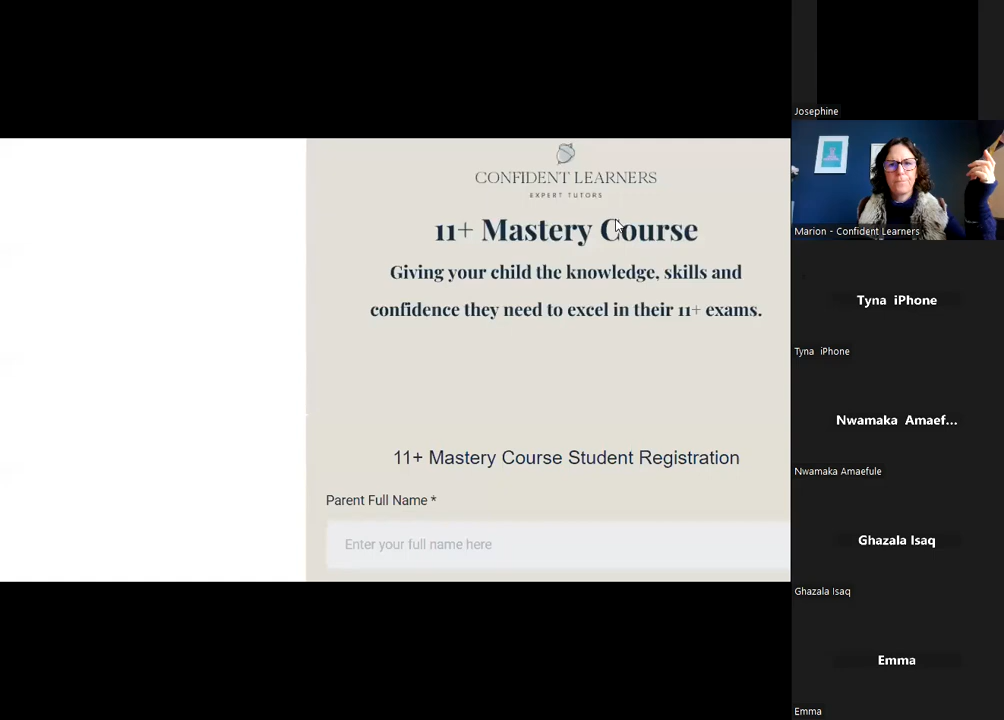 CONFIDENT LEARNERS
EXPERT TUTORS
11+ Mastery Course
Giving your child the knowledge, skills and
confidence they need to excel in their 11+ exams.
11+ Mastery Course Student Registration
Parent Full Name *
Enter your full name here
Josephine
Marion - Confident Learners
Tyna iPhone
Tyna iPhone
Nwamaka Amaef...
Nwamaka Amaefule
Ghazala Isaq
Ghazala Isaq
Emma
Emma